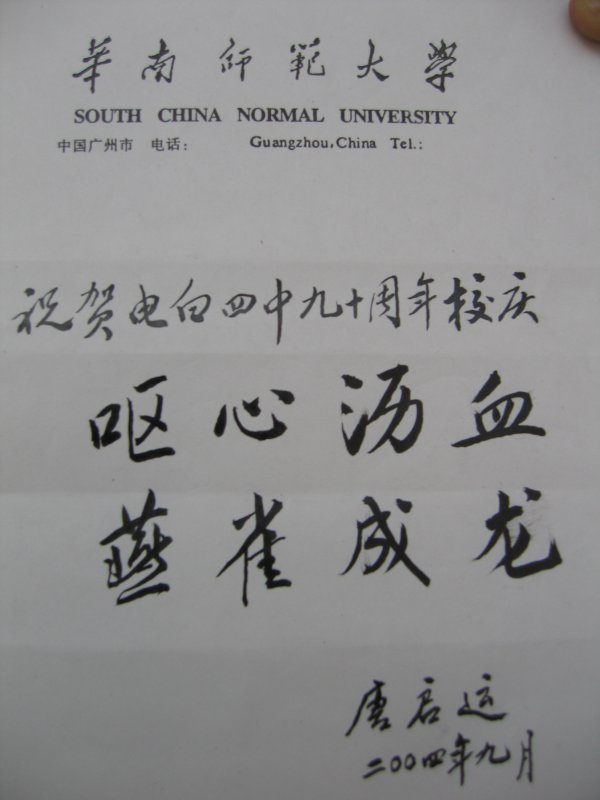 華南師範大學
SOUTH CHINA NORMAL UNIVERSITY
中国广州市 电话: Guangzhou,China Tel.:
祝贺电白四中九十周年校庆
呕心沥血
燕雀成龙
唐启运
二00四年九月